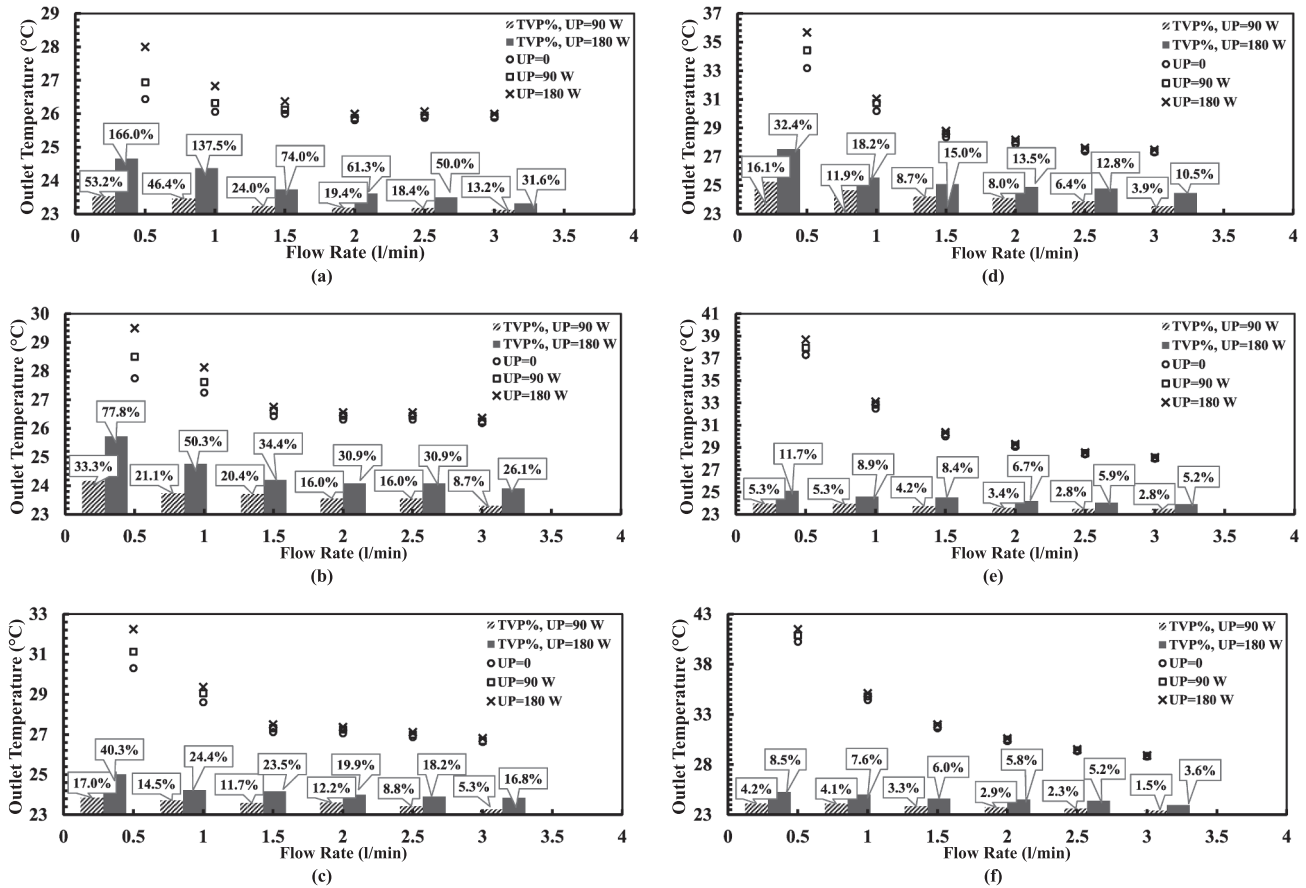 Outlet Temperature (°C)
29
28
27
26
25
24
23
TVP%, UP=90 W
TVP%, UP=180 W
UP=0
UP=90 W
UP=180 W
166.0%
137.5%
74.0%
61.3%
50.0%
31.6%
53.2%
46.4%
24.0%
19.4%
18.4%
13.2%
0 0.5 1 1.5 2 2.5 3 3.5 4
Flow Rate (l/min)
(a)
Outlet Temperature (°C)
30
29
28
27
26
25
24
23
TVP%, UP=90 W
TVP%, UP=180 W
UP=0
UP=90 W
UP=180 W
77.8%
50.3%
34.4%
30.9%
30.9%
26.1%
33.3%
21.1%
20.4%
16.0%
16.0%
8.7%
0 0.5 1 1.5 2 2.5 3 3.5 4
Flow Rate (l/min)
(b)
Outlet Temperature (°C)
33
31
29
27
25
23
TVP%, UP=90 W
TVP%, UP=180 W
UP=0
UP=90 W
UP=180 W
40.3%
24.4%
23.5%
19.9%
18.2%
16.8%
17.0%
14.5%
11.7%
12.2%
8.8%
5.3%
0 0.5 1 1.5 2 2.5 3 3.5 4
Flow Rate (l/min)
(c)
Outlet Temperature (°C)
37
35
33
31
29
27
25
23
TVP%, UP=90 W
TVP%, UP=180 W
UP=0
UP=90 W
UP=180 W
32.4%
18.2%
15.0%
13.5%
12.8%
10.5%
16.1%
11.9%
8.7%
8.0%
6.4%
3.9%
0 0.5 1 1.5 2 2.5 3 3.5 4
Flow Rate (l/min)
(d)
Outlet Temperature (°C)
41
39
37
35
33
31
29
27
25
23
TVP%, UP=90 W
TVP%, UP=180 W
UP=0
UP=90 W
UP=180 W
11.7%
8.9%
8.4%
6.7%
5.9%
5.2%
5.3%
5.3%
4.2%
3.4%
2.8%
2.8%
0 0.5 1 1.5 2 2.5 3 3.5 4
Flow Rate (l/min)
(e)
Outlet Temperature (°C)
43
38
33
28
23
TVP%, UP=90 W
TVP%, UP=180 W
UP=0
UP=90 W
UP=180 W
8.5%
7.6%
6.0%
5.8%
5.2%
3.6%
4.2%
4.1%
3.3%
2.9%
2.3%
1.5%
0 0.5 1 1.5 2 2.5 3 3.5 4
Flow Rate (l/min)
(f)